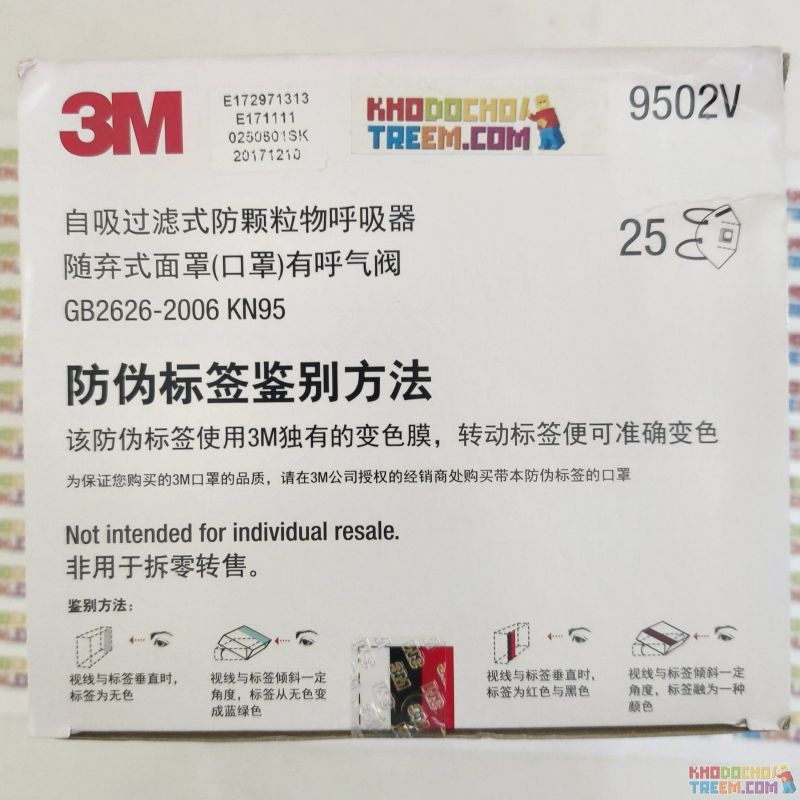 3M
E172971313
E171111
0250601SK
20171210
KHODOCHOI
TREEM.COM
9502V
自吸过滤式防颗粒物呼吸器
随弃式面罩(口罩)有呼气阀
GB2626-2006 KN95
25
防伪标签鉴别方法
该防伪标签使用3M独有的变色膜，转动标签便可准确变色
为保证您购买的3M口罩的品质，请在3M公司授权的经销商处购买带本防伪标签的口罩
Not intended for individual resale.
非用于拆零转售。
鉴别方法：
视线与标签垂直时，
标签为无色
视线与标签倾斜一定
角度，标签从无色变
成蓝绿色
3M
3M
3M
视线与标签垂直时，
标签为红色与黑色
视线与标签倾斜一定
角度，标签融为一种
颜色
KHODOCHOI
TREEM.COM